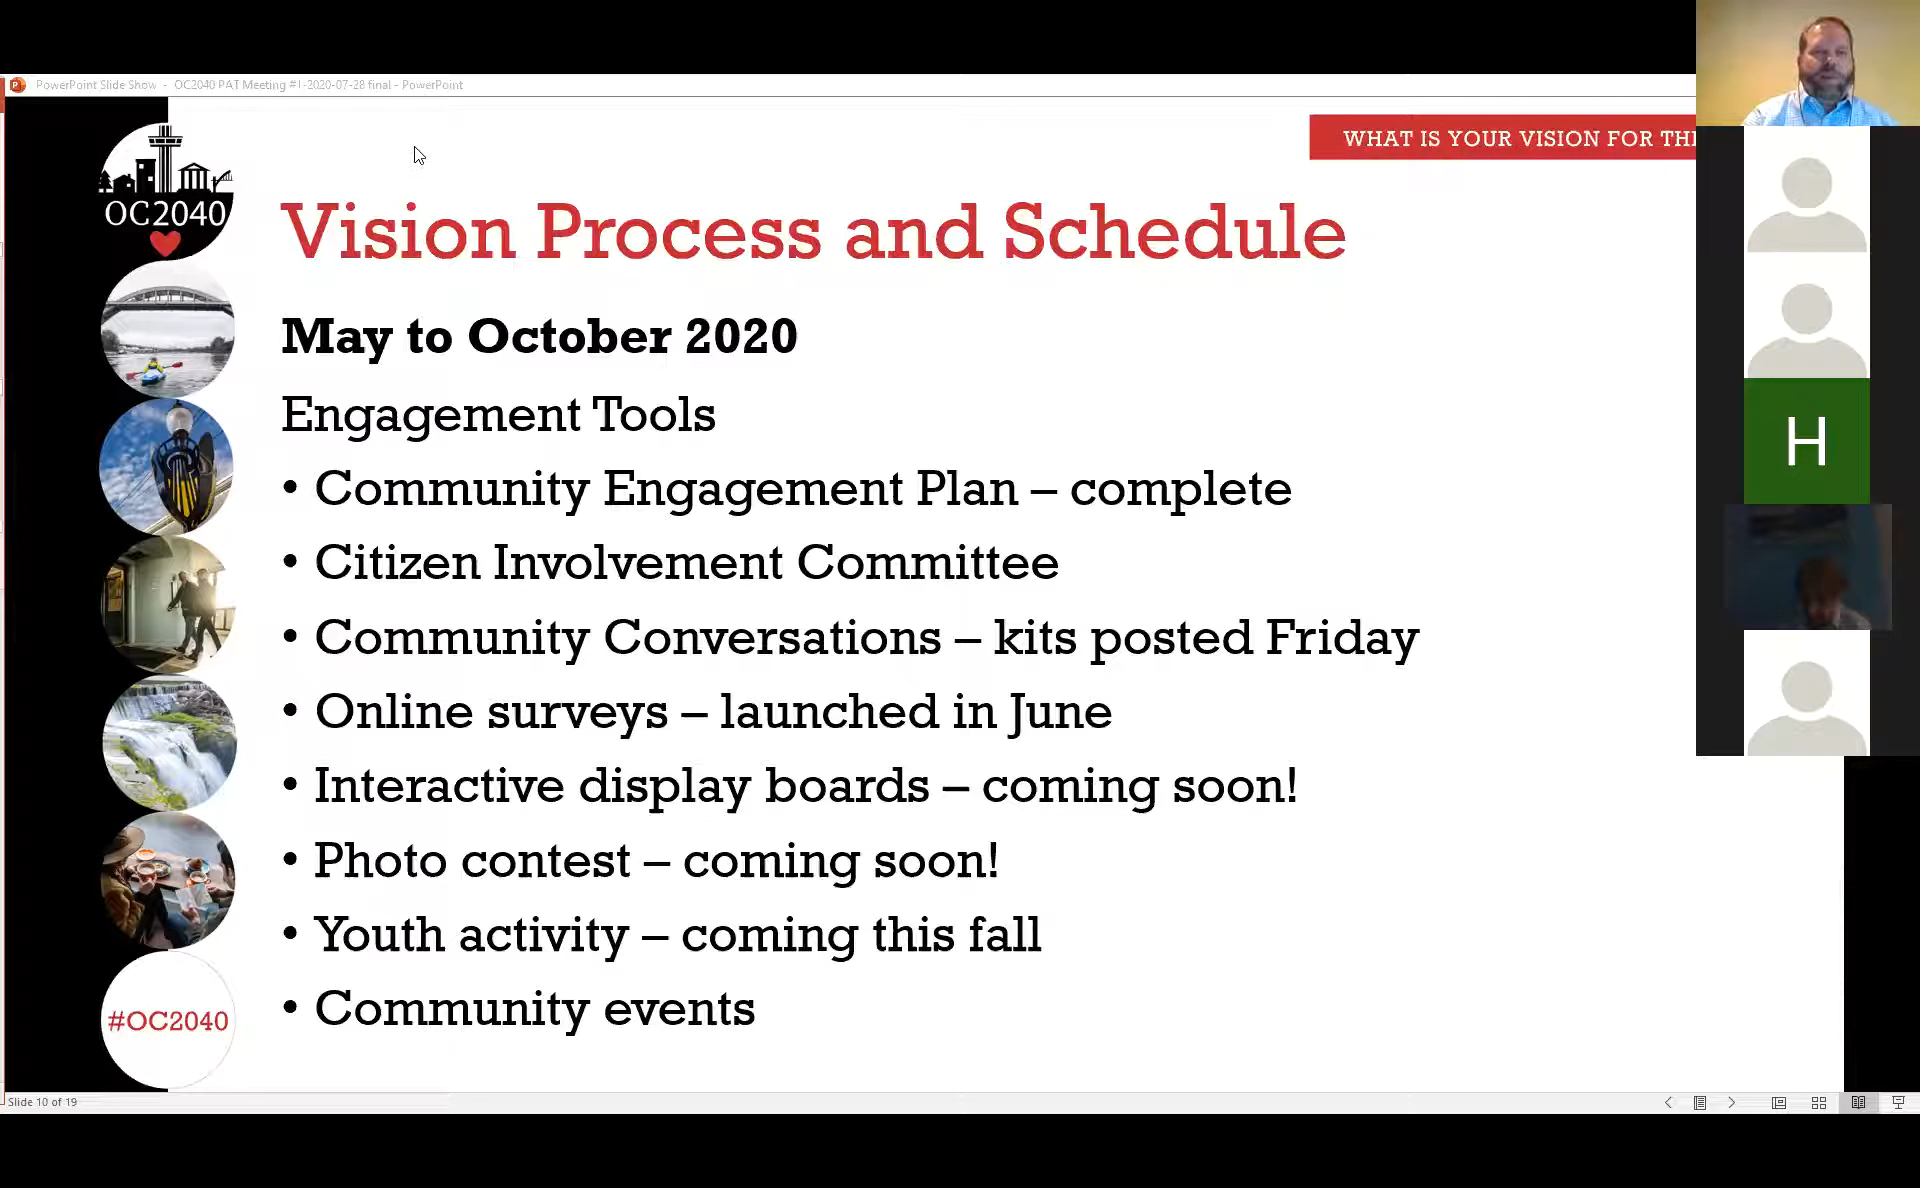 PowerPoint Slide Show - OC2040 PAT Meeting #1-2020-07-28 final - PowerPoint
WHAT IS YOUR VISION FOR TH
OC2040
Vision Process and Schedule
May to October 2020
Engagement Tools
• Community Engagement Plan – complete
• Citizen Involvement Committee
• Community Conversations – kits posted Friday
• Online surveys – launched in June
• Interactive display boards – coming soon!
• Photo contest – coming soon!
• Youth activity – coming this fall
• Community events
#OC2040
H
Slide 10 of 19